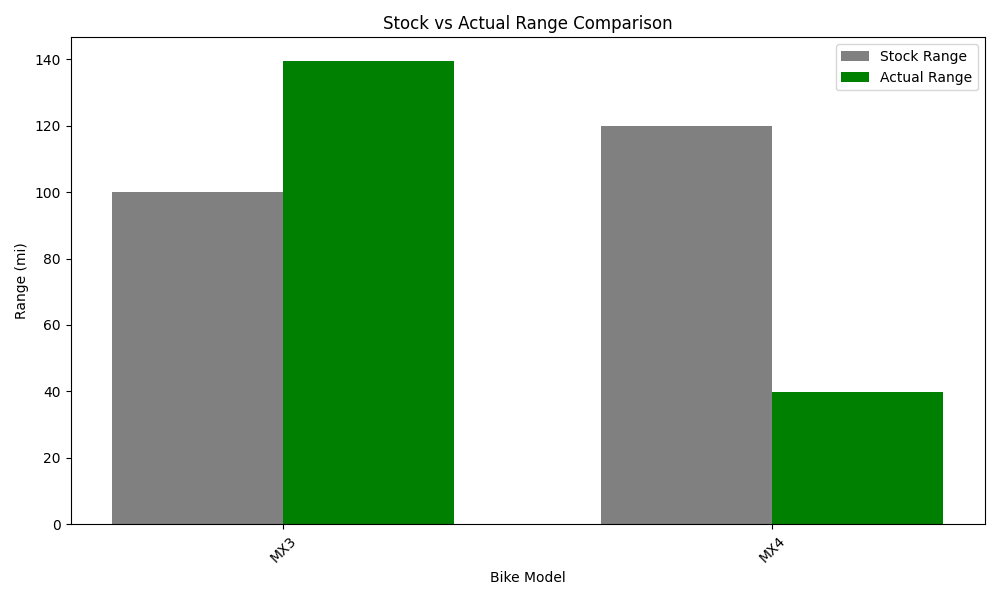 Stock vs Actual Range Comparison
Stock Range
Actual Range
Range (mi)
140
120
100
80
60
40
20
0
MX3
MX4
Bike Model